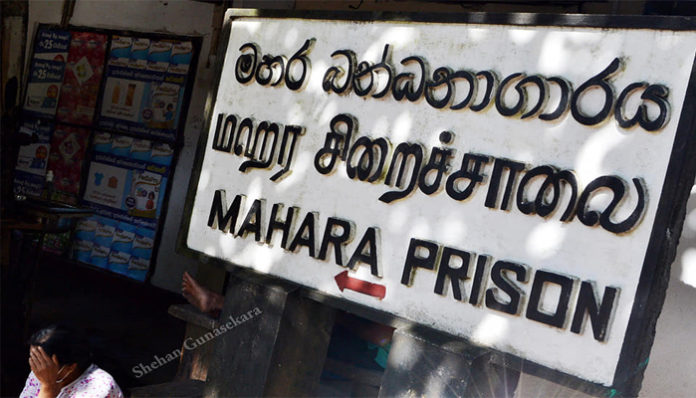 මහර බන්ධනාගාරය
மஹர சிறைச்சாலை
MAHARA PRISON
Shehan Gunasekara